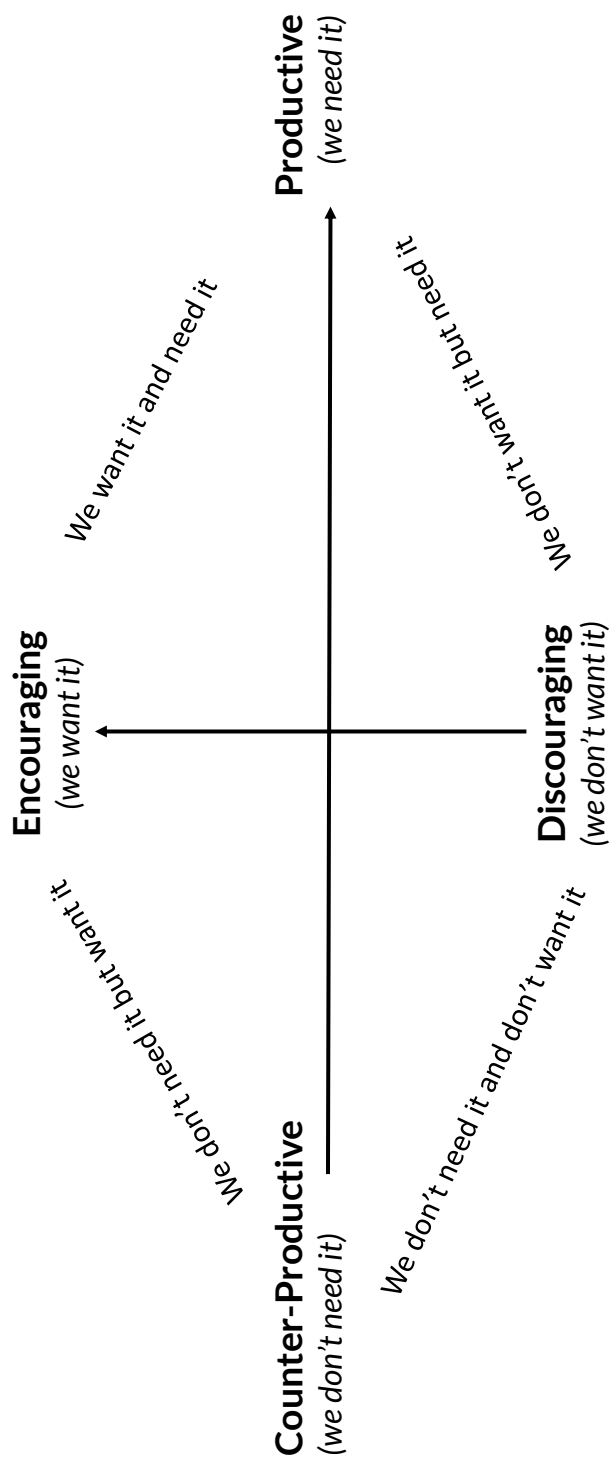 Encouraging
(we want it)
We don't need it but want it
We want it and need it
Counter-Productive
(we don't need it)
Productive
(we need it)
We don't need it and don't want it
We don't want it but need it
Discouraging
(we don't want it)